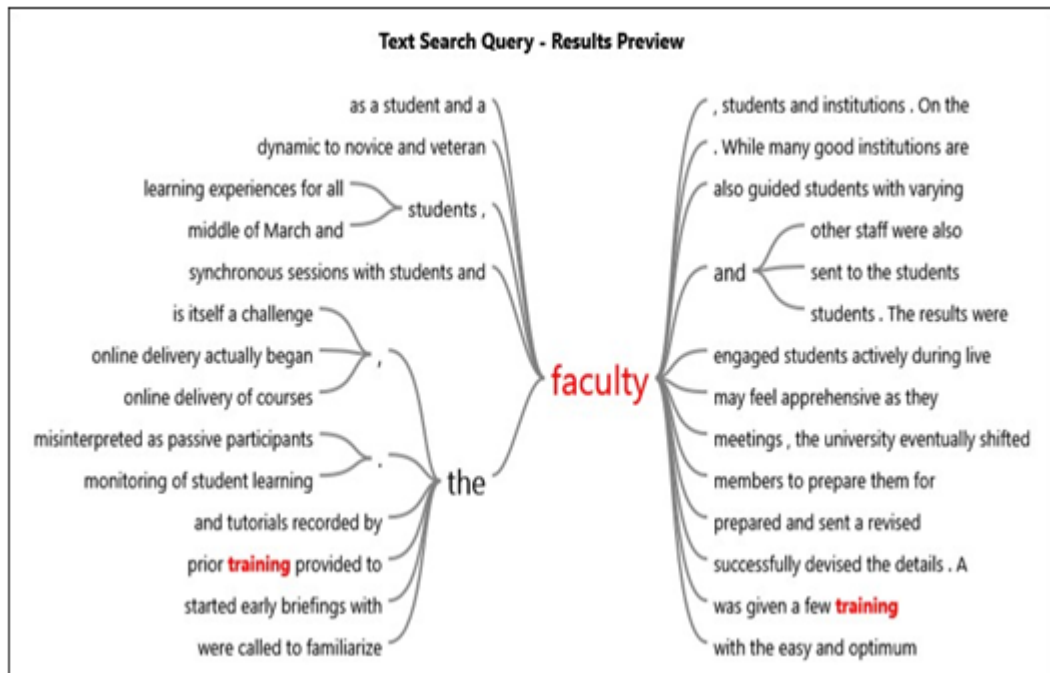 Text Search Query - Results Preview
as a student and a
dynamic to novice and veteran
learning experiences for all
middle of March and
students ,
synchronous sessions with students and
is itself a challenge
online delivery actually began
online delivery of courses
,
misinterpreted as passive participants
monitoring of student learning
.
and tutorials recorded by
prior training provided to
started early briefings with
were called to familiarize
the
faculty
, students and institutions . On the
. While many good institutions are
also guided students with varying
and
other staff were also
sent to the students
students . The results were
engaged students actively during live
may feel apprehensive as they
meetings , the university eventually shifted
members to prepare them for
prepared and sent a revised
successfully devised the details . A
was given a few training
with the easy and optimum